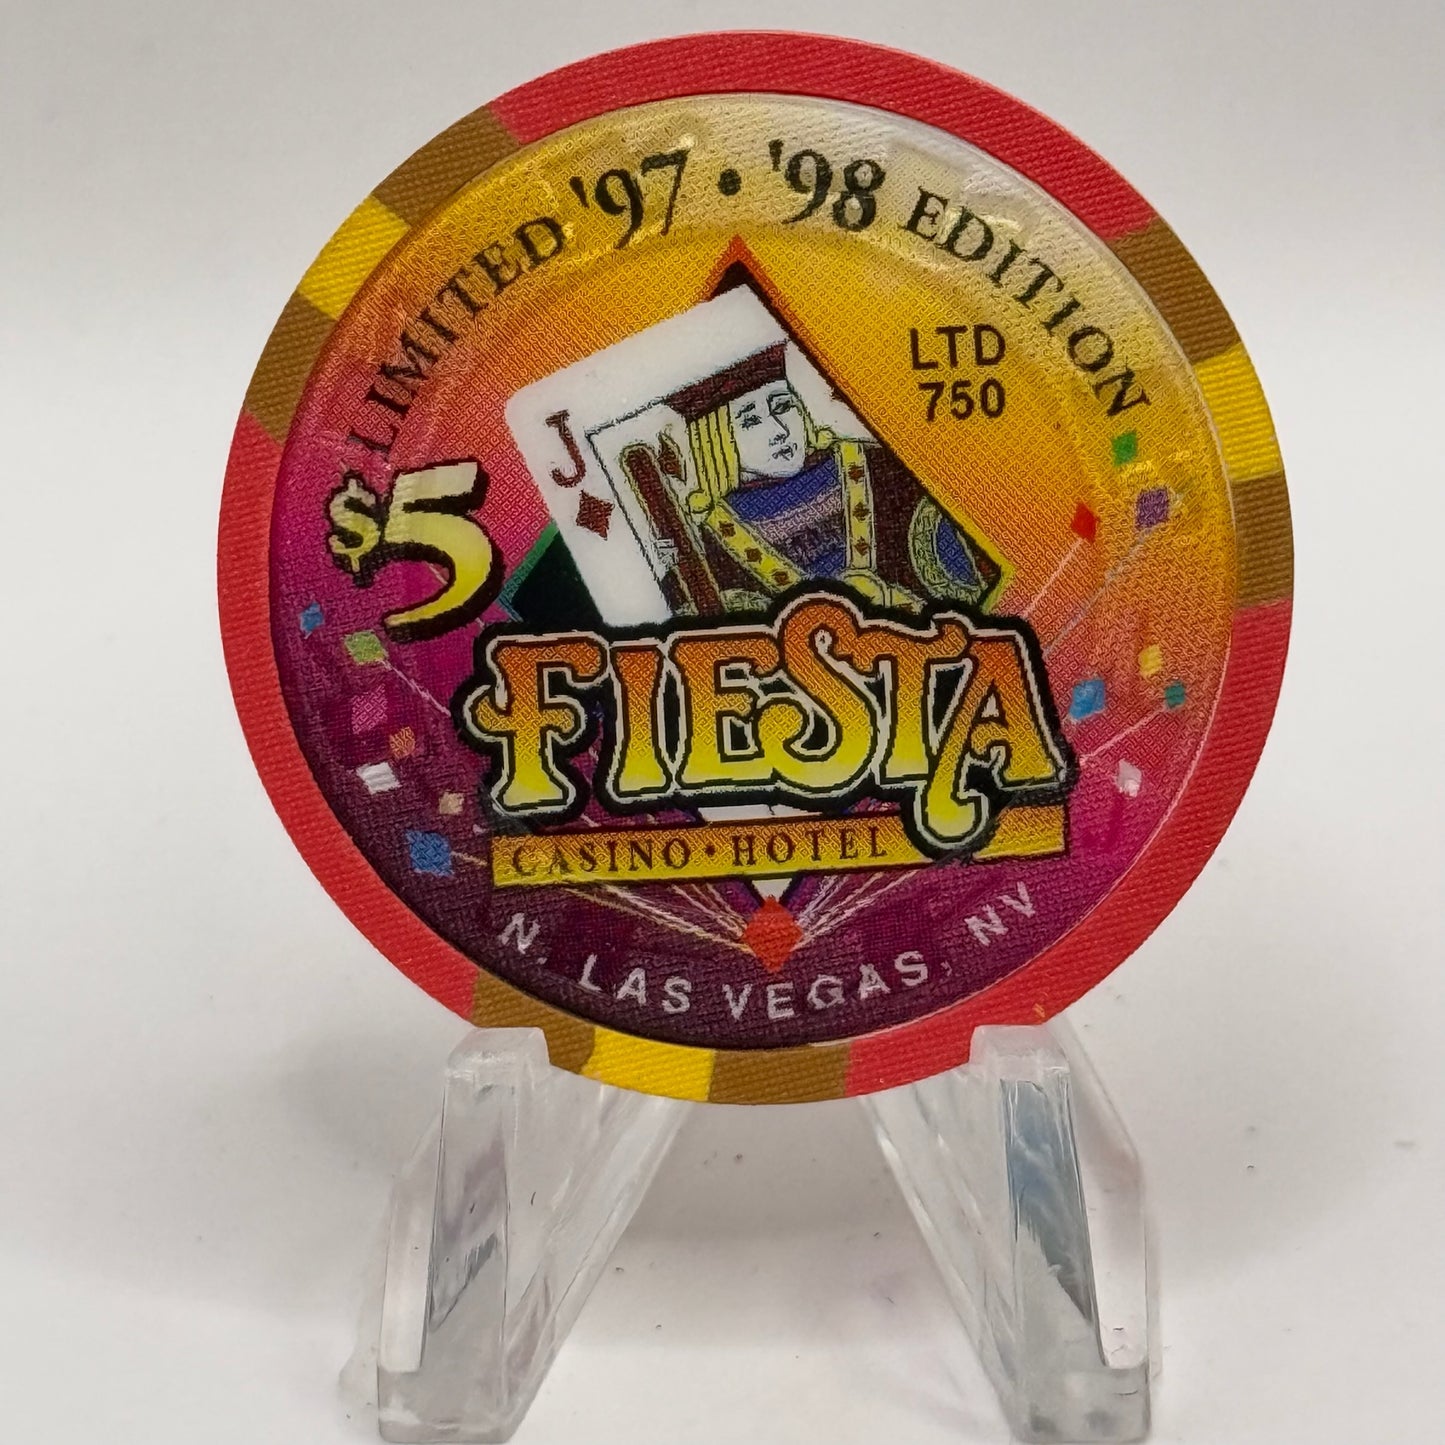 LIMITED '97 • '98 EDITION
LTD
750
$5
J
FIESTA
CASINO • HOTEL
N. LAS VEGAS, NV